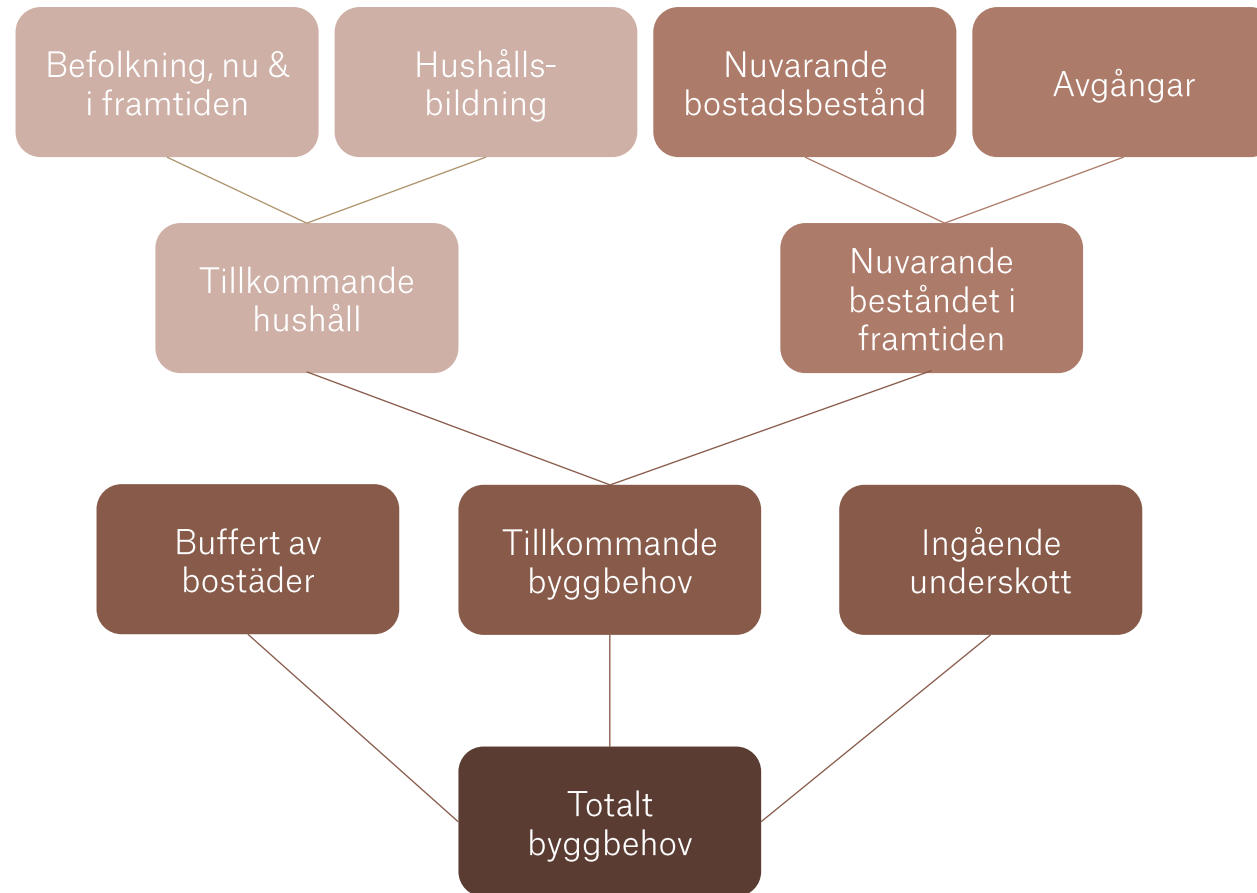 Befolkning, nu &
i framtiden
Hushålls-
bildning
Nuvarande
bostadsbestånd
Avgångar
Tillkommande
hushåll
Nuvarande
beståndet i
framtiden
Buffert av
bostäder
Tillkommande
byggbehov
Ingående
underskott
Totalt
byggbehov